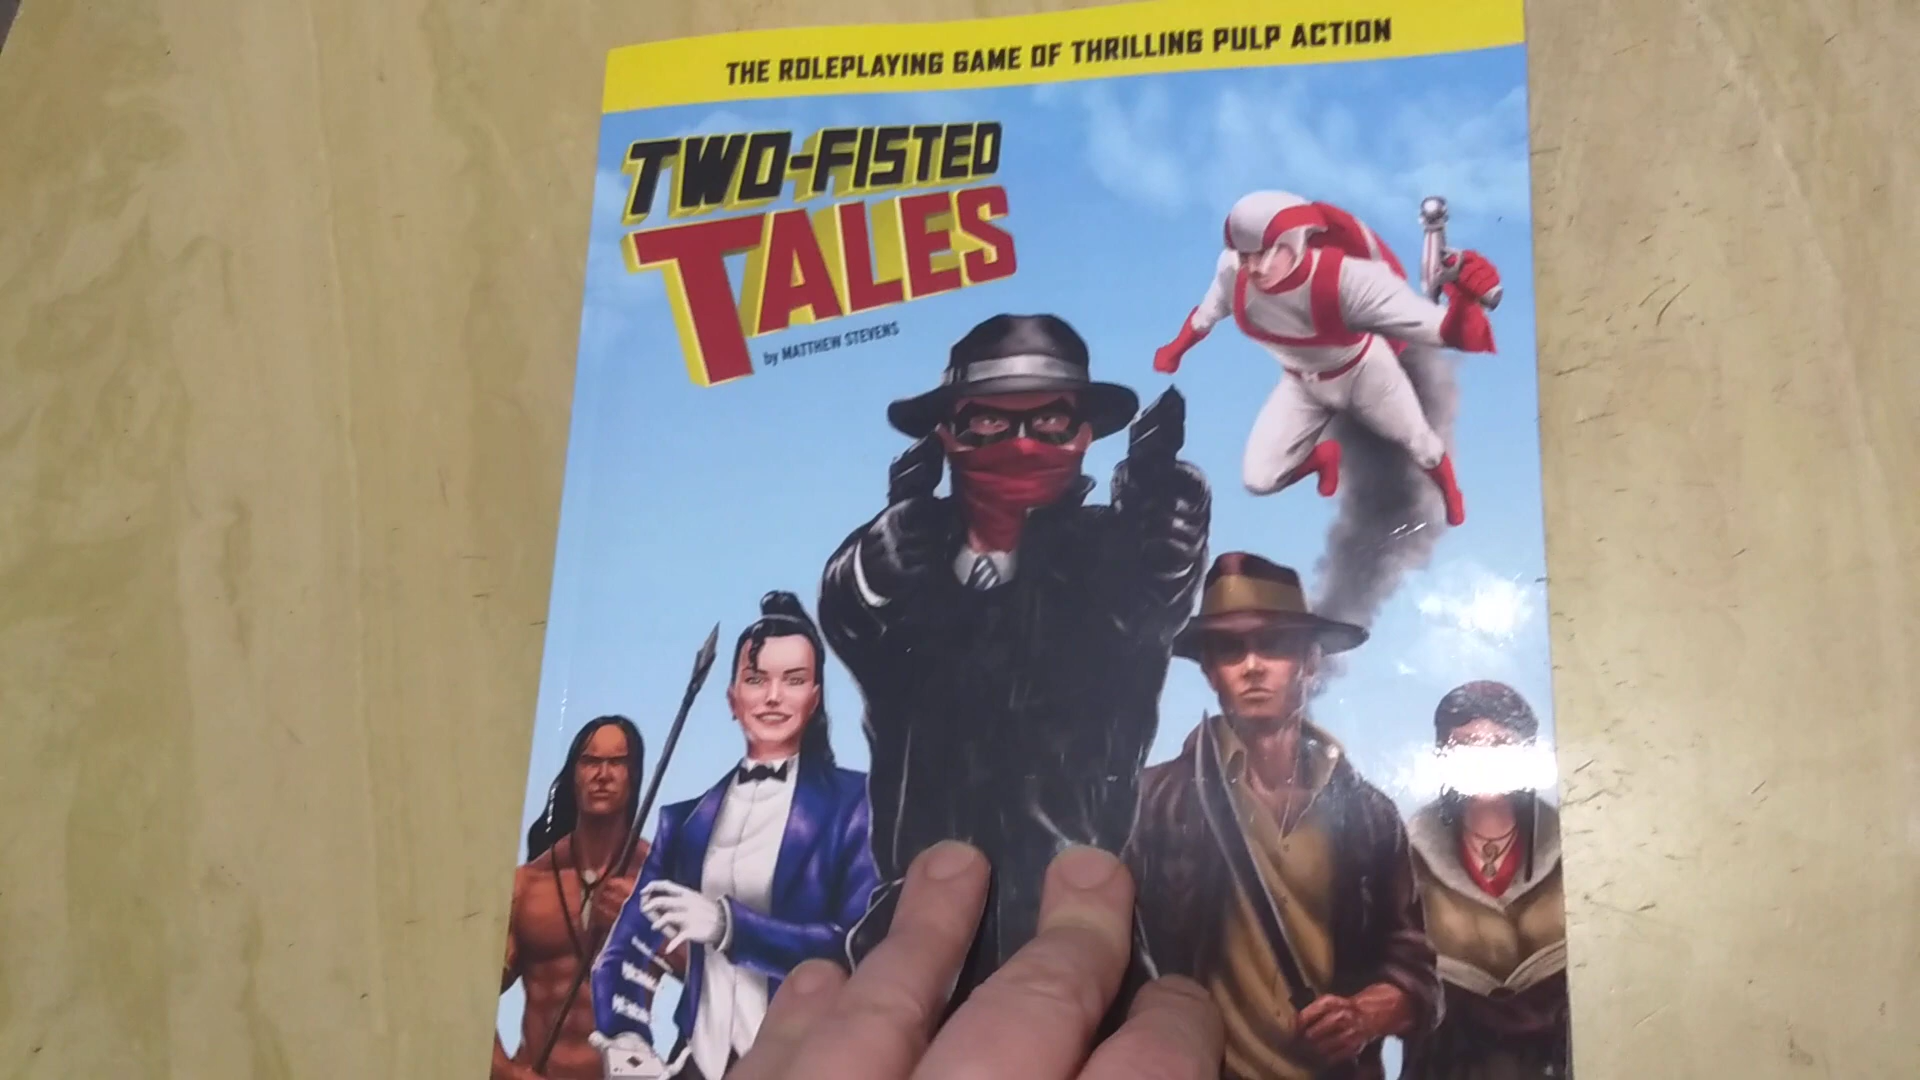 THE ROLEPLAYING GAME OF THRILLING PULP ACTION
TWO-FISTED
TALES
by MATTHEW STEVENS